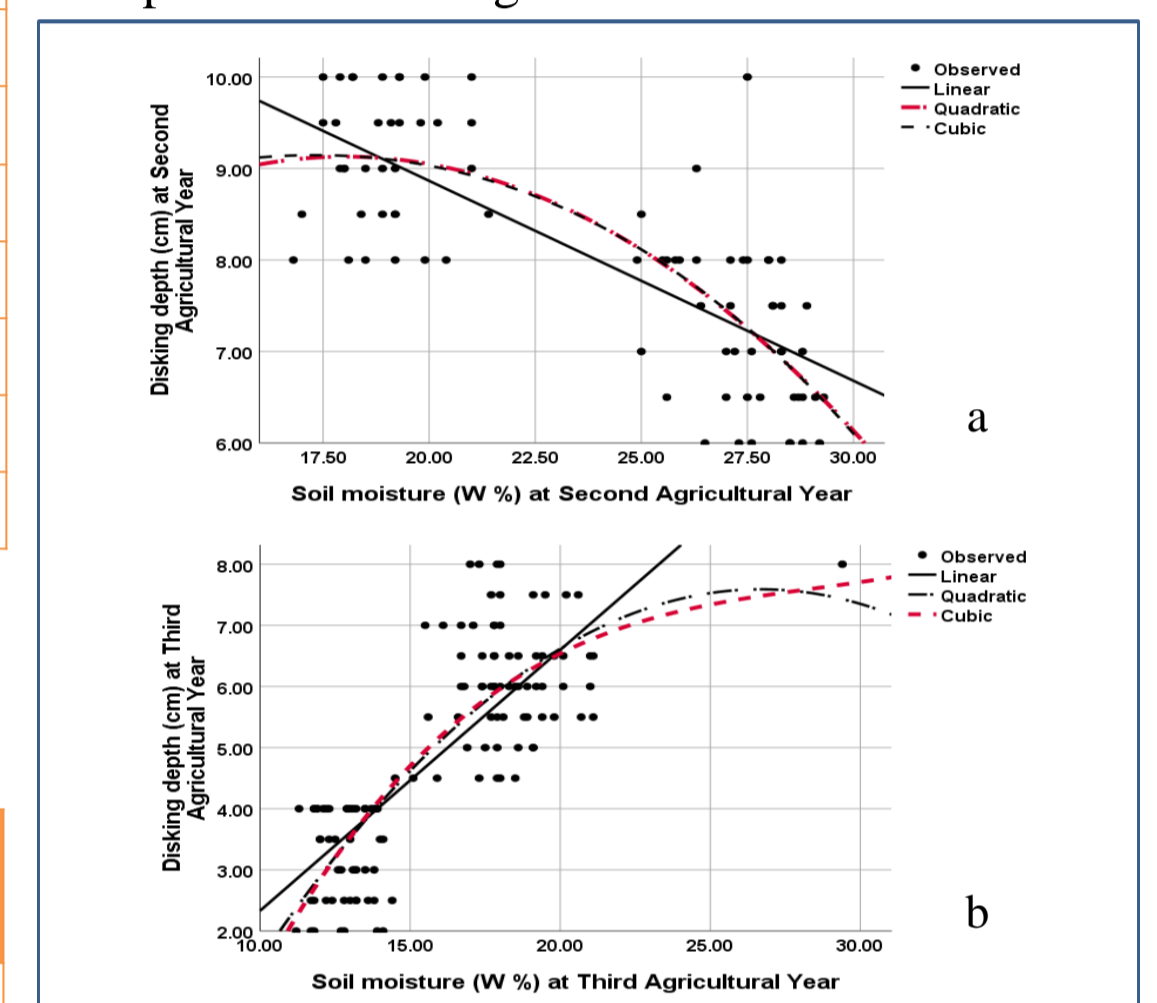 10.00
9.00
8.00
7.00
6.00
Disking depth (cm) at Second
Agricultural Year
17.50 20.00 22.50 25.00 27.50 30.00
Soil moisture (W %) at Second Agricultural Year
Observed
Linear
Quadratic
Cubic
a
8.00
7.00
6.00
5.00
4.00
3.00
2.00
Disking depth (cm) at Third
Agricultural Year
10.00 15.00 20.00 25.00 30.00
Soil moisture (W %) at Third Agricultural Year
Observed
Linear
Quadratic
Cubic
b